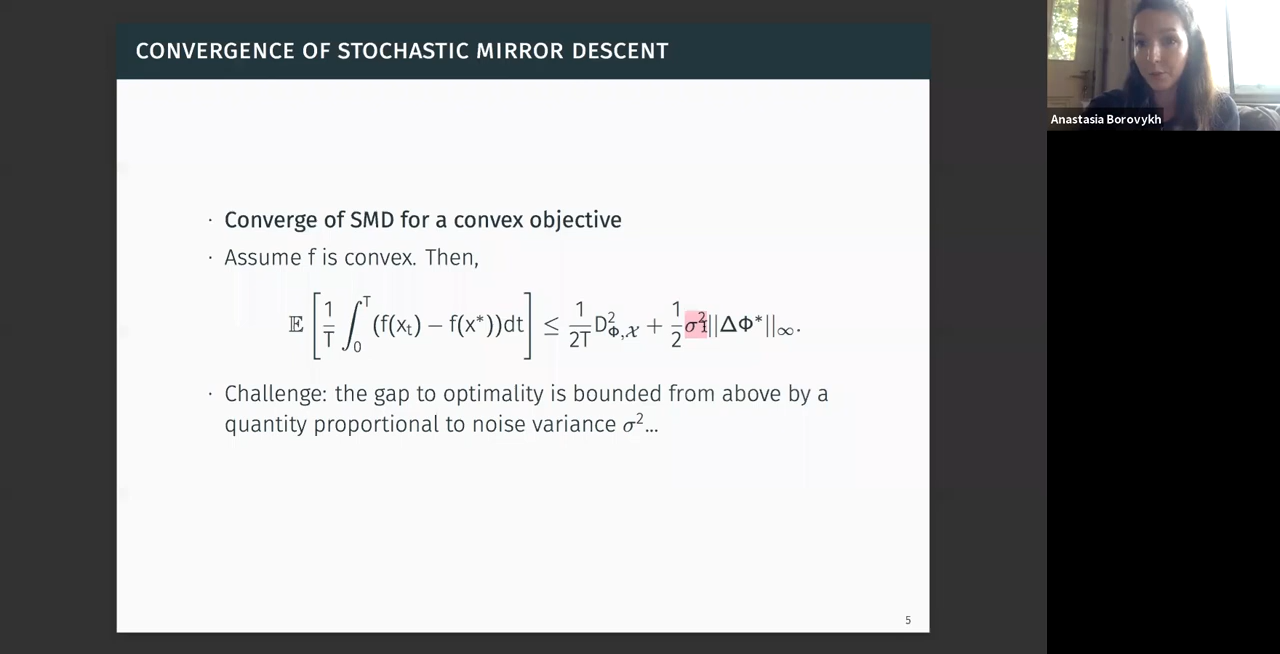 CONVERGENCE OF STOCHASTIC MIRROR DESCENT
Anastasia Borovykh
· Converge of SMD for a convex objective
· Assume f is convex. Then,
𝔼 [ 1/T ∫₀ᵀ (f(xₜ) − f(x*))dt ] ≤ 1/2T D²_Φ,𝒳 + 1/2 σ²||ΔΦ*||∞.
· Challenge: the gap to optimality is bounded from above by a
quantity proportional to noise variance σ²...
5